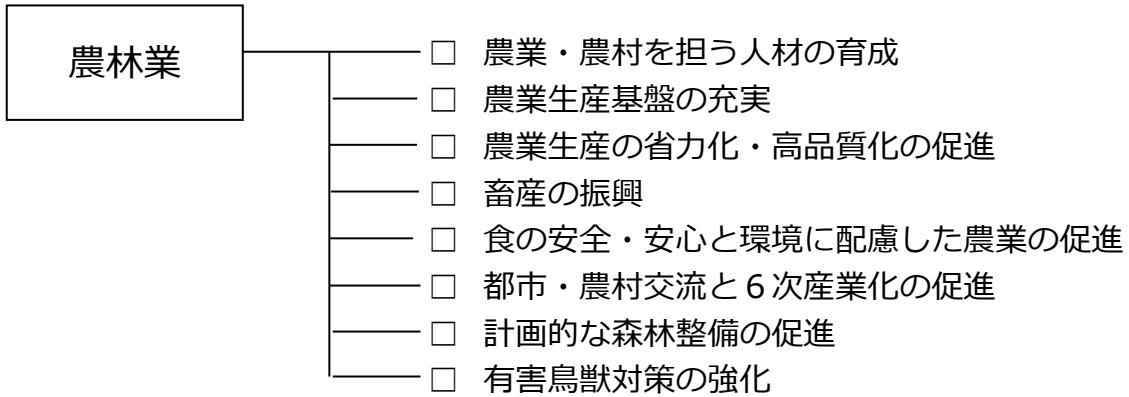 農林業
□ 農業・農村を担う人材の育成
□ 農業生産基盤の充実
□ 農業生産の省力化・高品質化の促進
□ 畜産の振興
□ 食の安全・安心と環境に配慮した農業の促進
□ 都市・農村交流と６次産業化の促進
□ 計画的な森林整備の促進
□ 有害鳥獣対策の強化